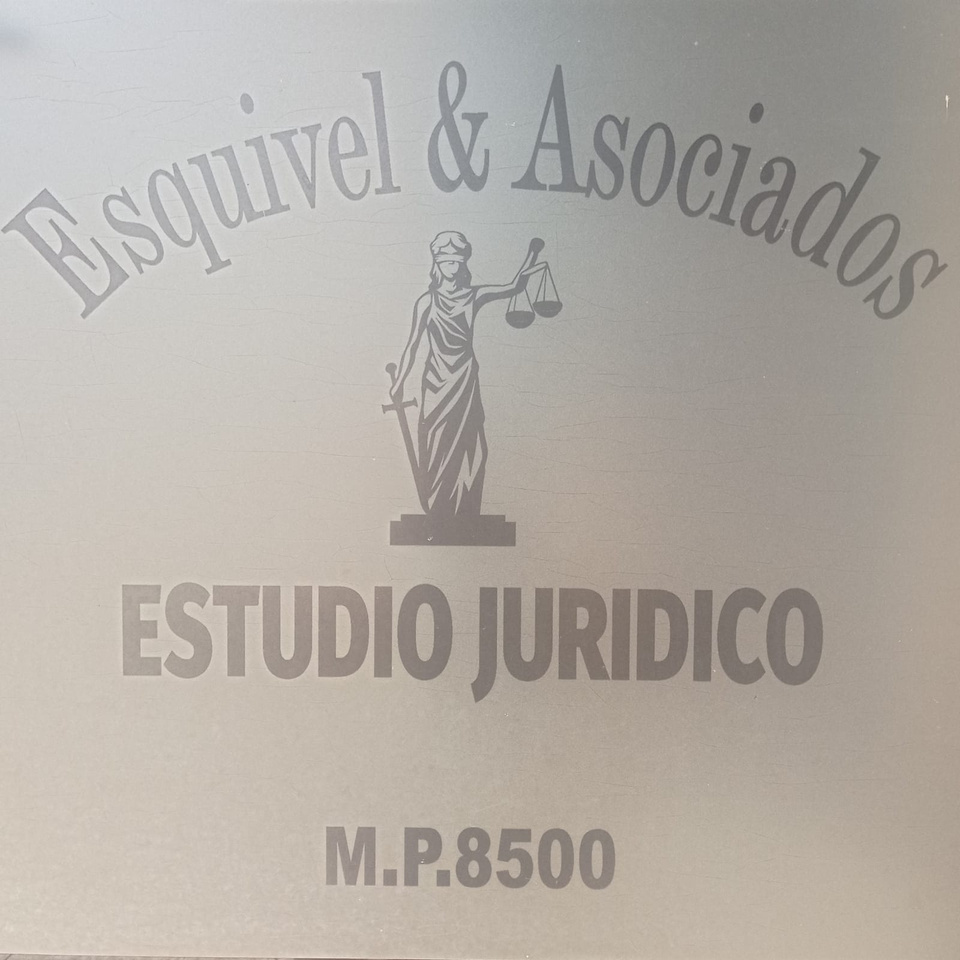 Esquivel & Asociados
ESTUDIO JURIDICO
M.P.8500